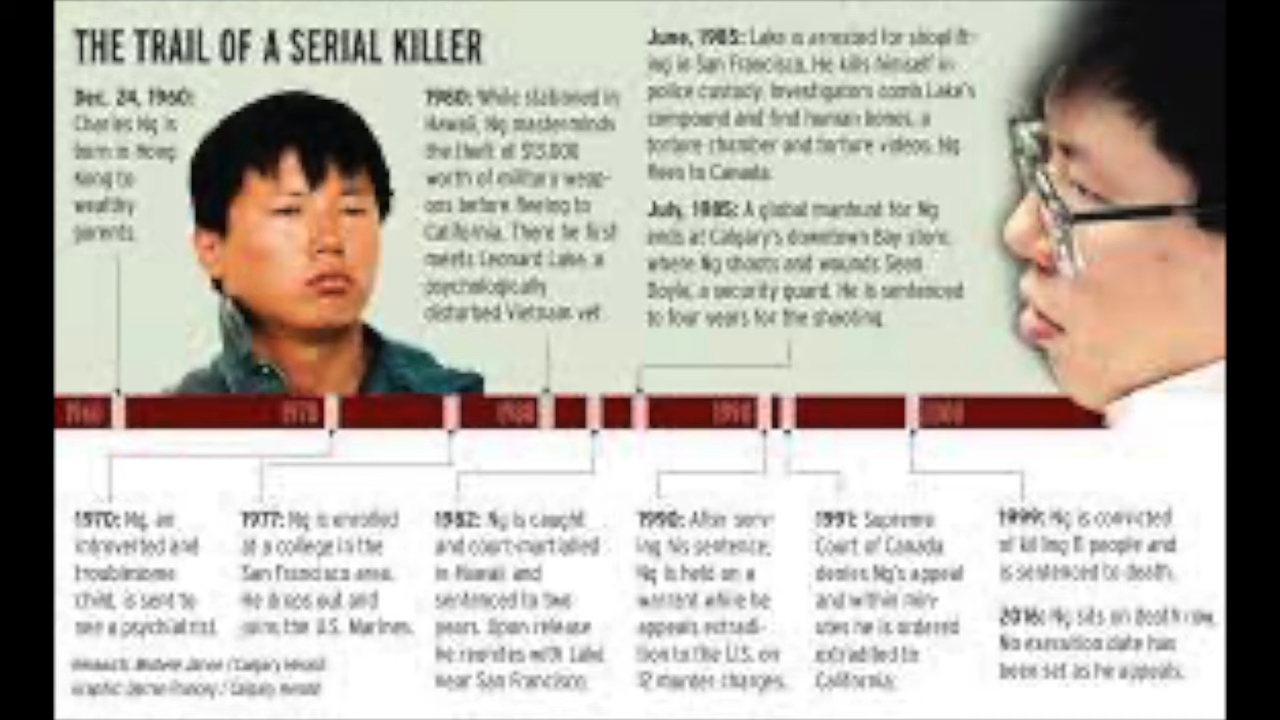 THE TRAIL OF A SERIAL KILLER
Dec. 24, 1960:
Charles Ng is
born in Hong
Kong to
wealthy
parents.
1980: While stationed in
Hawaii, Ng masterminds
the theft of $15,000
worth of military weap-
ons before fleeing to
California. There he first
meets Leonard Lake, a
psychologically
disturbed Vietnam vet.
June, 1985: Lake is arrested for shoplift-
ing in San Francisco. He kills himself in
police custody. Investigators comb Lake's
compound and find human bones, a
torture chamber and torture videos. Ng
flees to Canada.
July, 1985: A global manhunt for Ng
ends at Calgary's downtown Bay store,
where Ng shoots and wounds Sean
Doyle, a security guard. He is sentenced
to four years for the shooting.
1960 1970 1980 1990 2000
1970: Ng, an
introverted and
troublesome
child, is sent to
see a psychiatrist.
1977: Ng is enrolled
at a college in the
San Francisco area.
He drops out and
joins the U.S. Marines.
1982: Ng is caught
and court-martialled
in Hawaii and
sentenced to two
years. Upon release
he reunites with Lake
near San Francisco.
1990: After serv-
ing his sentence,
Ng is held on a
warrant while he
appeals extradi-
tion to the U.S. on
12 murder charges.
1991: Supreme
Court of Canada
denies Ng's appeal
and within min-
utes he is ordered
extradited to
California.
1999: Ng is convicted
of killing 11 people and
is sentenced to death.
2016: Ng sits on death row.
No execution date has
been set as he appeals.
Calgary Herald
Calgary Herald